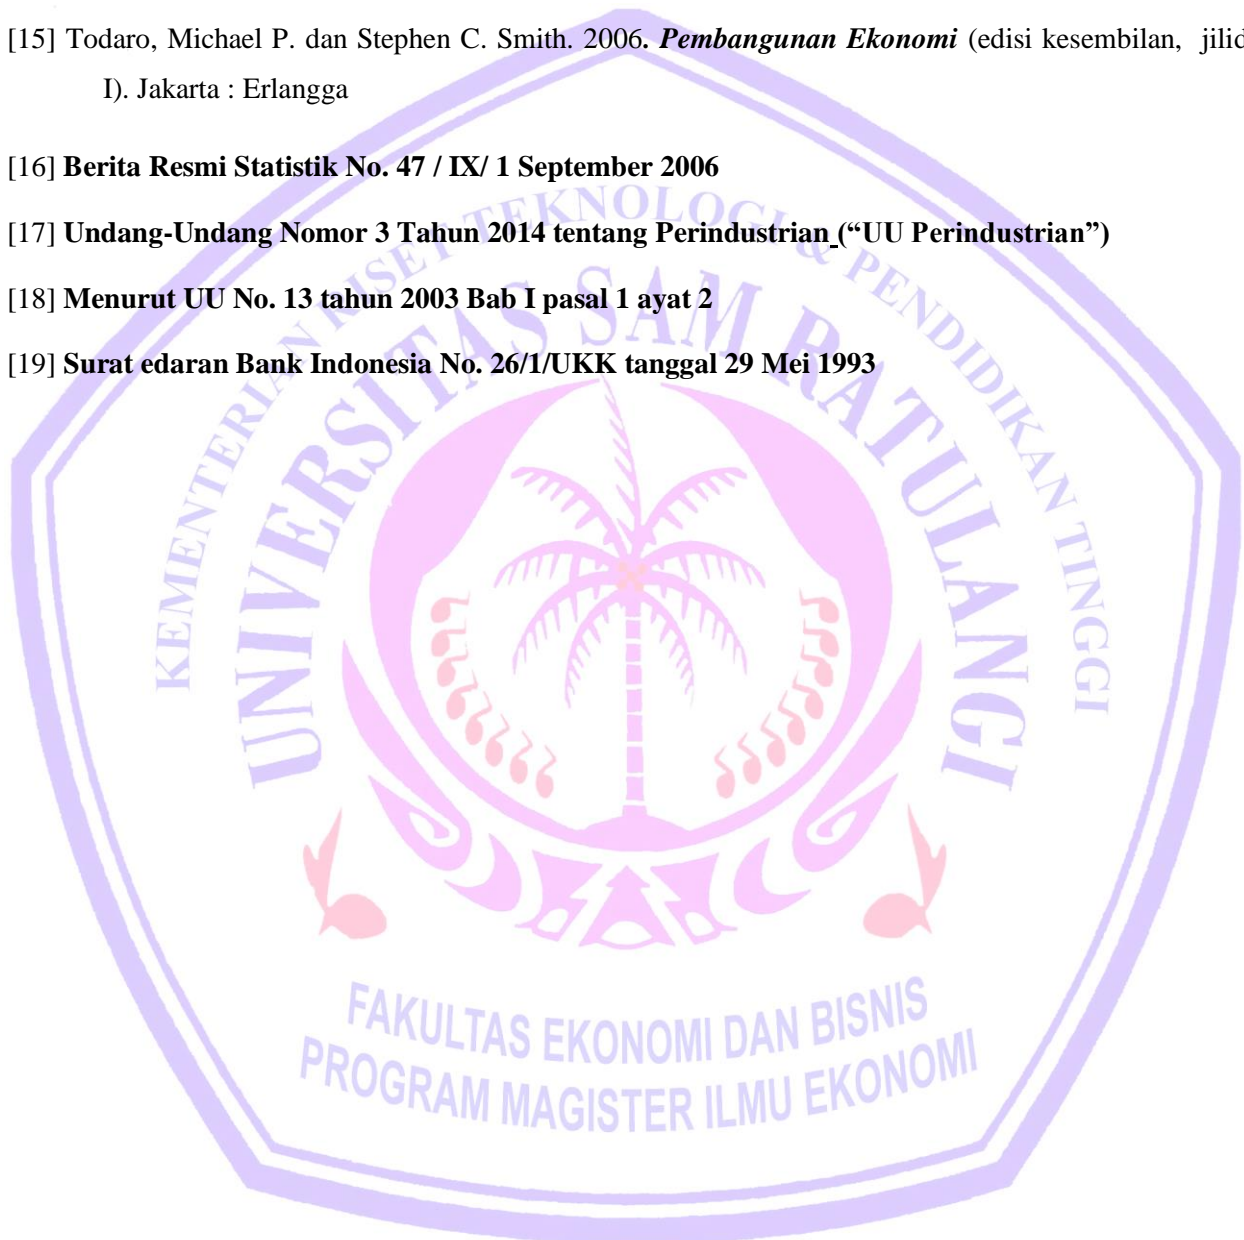 [15] Todaro, Michael P. dan Stephen C. Smith. 2006. Pembangunan Ekonomi (edisi kesembilan, jilid
I). Jakarta : Erlangga
[16] Berita Resmi Statistik No. 47 / IX/ 1 September 2006
[17] Undang-Undang Nomor 3 Tahun 2014 tentang Perindustrian (“UU Perindustrian”)
[18] Menurut UU No. 13 tahun 2003 Bab I pasal 1 ayat 2
[19] Surat edaran Bank Indonesia No. 26/1/UKK tanggal 29 Mei 1993
KEMENTERIAN RISET TEKNOLOGI & PENDIDIKAN TINGGI
UNIVERSITAS SAM RATULANGI
FAKULTAS EKONOMI DAN BISNIS
PROGRAM MAGISTER ILMU EKONOMI